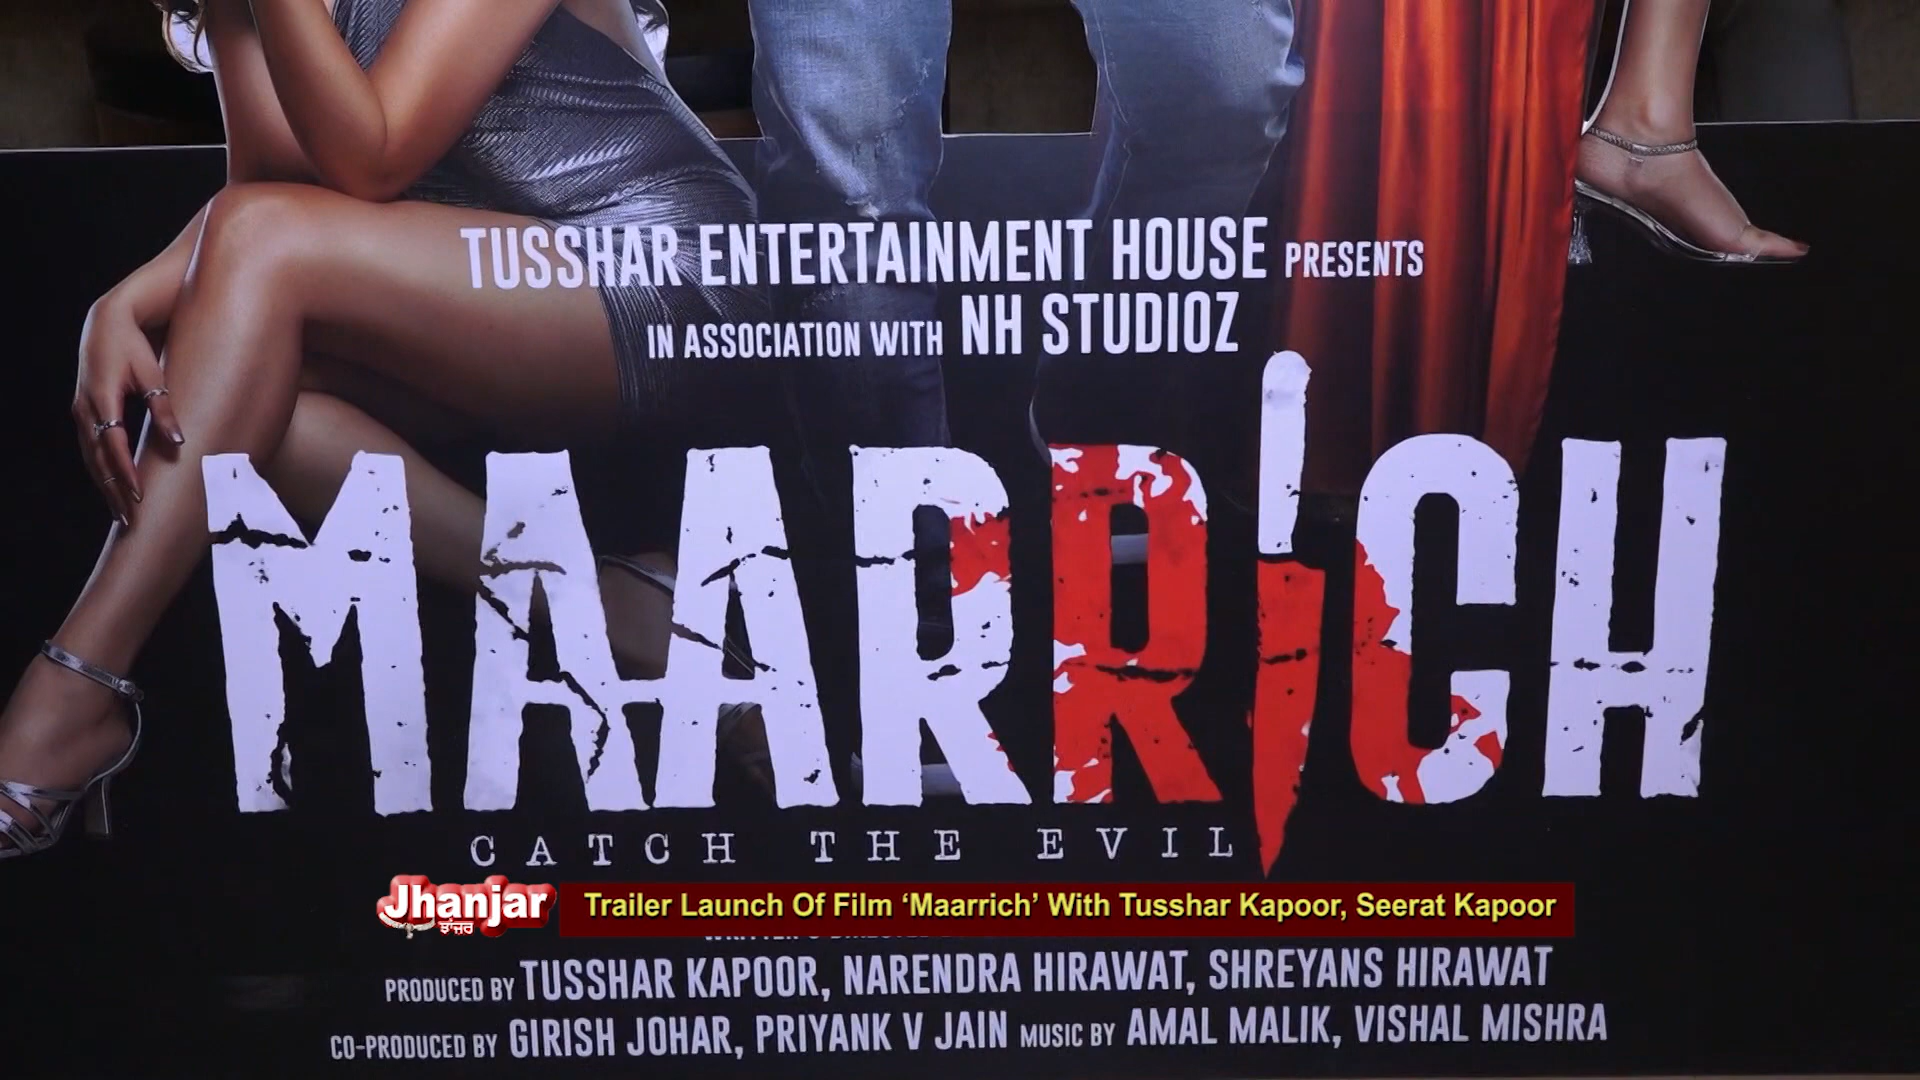 TUSSHAR ENTERTAINMENT HOUSE PRESENTS
IN ASSOCIATION WITH NH STUDIOZ
MAARRICH
CATCH THE EVIL
Jhanjar
ਝਾਂਜਰ
Trailer Launch Of Film ‘Maarrich’ With Tusshar Kapoor, Seerat Kapoor
PRODUCED BY TUSSHAR KAPOOR, NARENDRA HIRAWAT, SHREYANS HIRAWAT
CO-PRODUCED BY GIRISH JOHAR, PRIYANK V JAIN MUSIC BY AMAL MALIK, VISHAL MISHRA